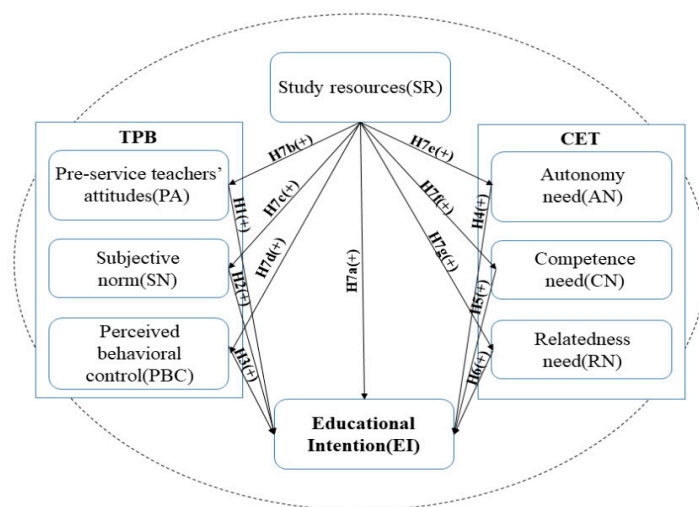 Study resources(SR)
TPB
CET
Pre-service teachers’
attitudes(PA)
Subjective
norm(SN)
Perceived
behavioral
control(PBC)
Autonomy
need(AN)
Competence
need(CN)
Relatedness
need(RN)
H7b(+)
H7c(+)
H7d(+)
H7a(+)
H7e(+)
H7f(+)
H7g(+)
H1(+)
H2(+)
H3(+)
H4(+)
H5(+)
H6(+)
Educational
Intention(EI)